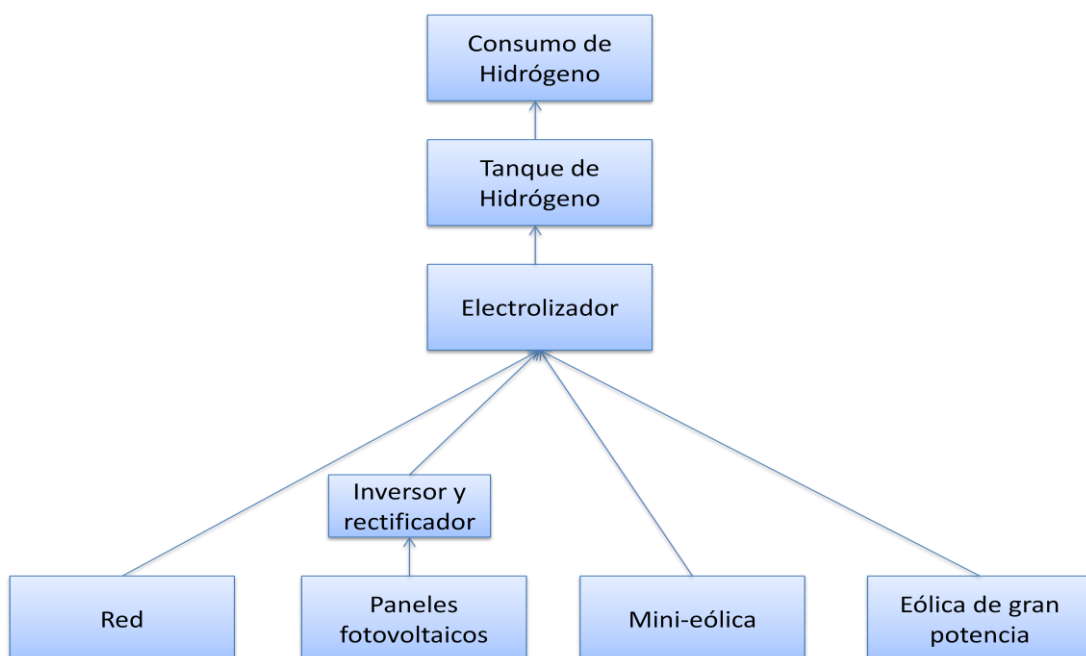 Consumo de
Hidrógeno
Tanque de
Hidrógeno
Electrolizador
Inversor y
rectificador
Red
Paneles
fotovoltaicos
Mini-eólica
Eólica de gran
potencia